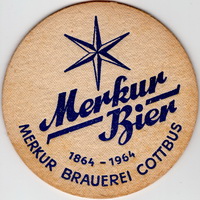 Merkur
Bier
1864 - 1964
MERKUR BRAUEREI COTTBUS